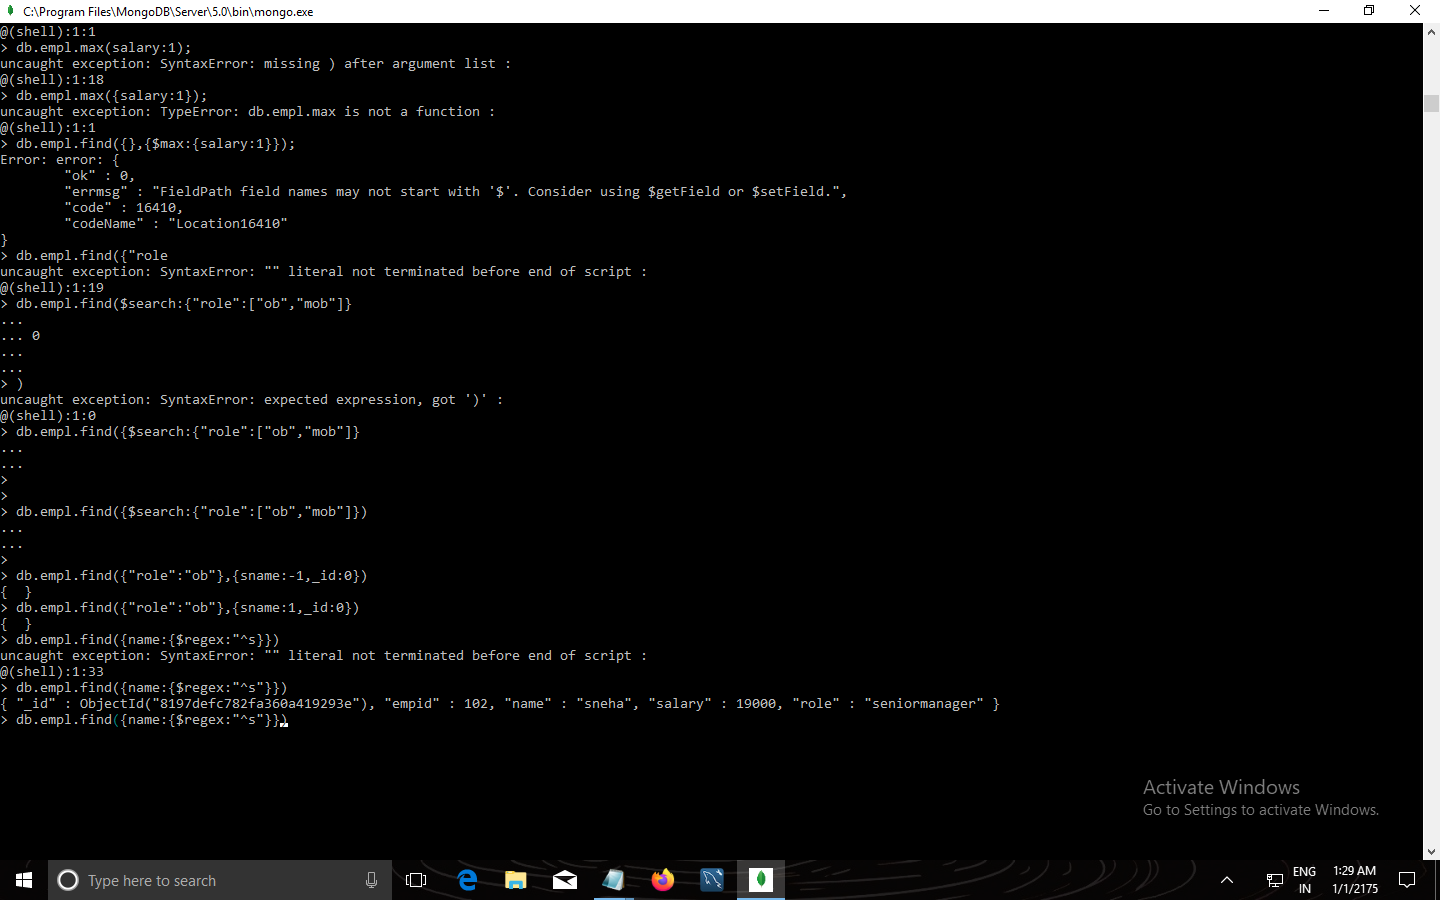 C:\Program Files\MongoDB\Server\5.0\bin\mongo.exe
@(shell):1:1
> db.empl.max(salary:1);
uncaught exception: SyntaxError: missing ) after argument list :
@(shell):1:18
> db.empl.max({salary:1});
uncaught exception: TypeError: db.empl.max is not a function :
@(shell):1:1
> db.empl.find({},{$max:{salary:1}});
Error: error: {
        "ok" : 0,
        "errmsg" : "FieldPath field names may not start with '$'. Consider using $getField or $setField.",
        "code" : 16410,
        "codeName" : "Location16410"
}
> db.empl.find({"role
uncaught exception: SyntaxError: "" literal not terminated before end of script :
@(shell):1:19
> db.empl.find($search:{"role":["ob","mob"]}
...
... 0
...
...
> )
uncaught exception: SyntaxError: expected expression, got ')' :
@(shell):1:0
> db.empl.find({$search:{"role":["ob","mob"]}
...
...
>
>
> db.empl.find({$search:{"role":["ob","mob"]})
...
...
>
> db.empl.find({"role":"ob"},{sname:-1,_id:0})
{  }
> db.empl.find({"role":"ob"},{sname:1,_id:0})
{  }
> db.empl.find({name:{$regex:"^s}})
uncaught exception: SyntaxError: "" literal not terminated before end of script :
@(shell):1:33
> db.empl.find({name:{$regex:"^s"}})
{ "_id" : ObjectId("8197defc782fa360a419293e"), "empid" : 102, "name" : "sneha", "salary" : 19000, "role" : "seniormanager" }
> db.empl.find({name:{$regex:"^s"}})
Activate Windows
Go to Settings to activate Windows.
Type here to search
ENG
IN
1:29 AM
1/1/2175